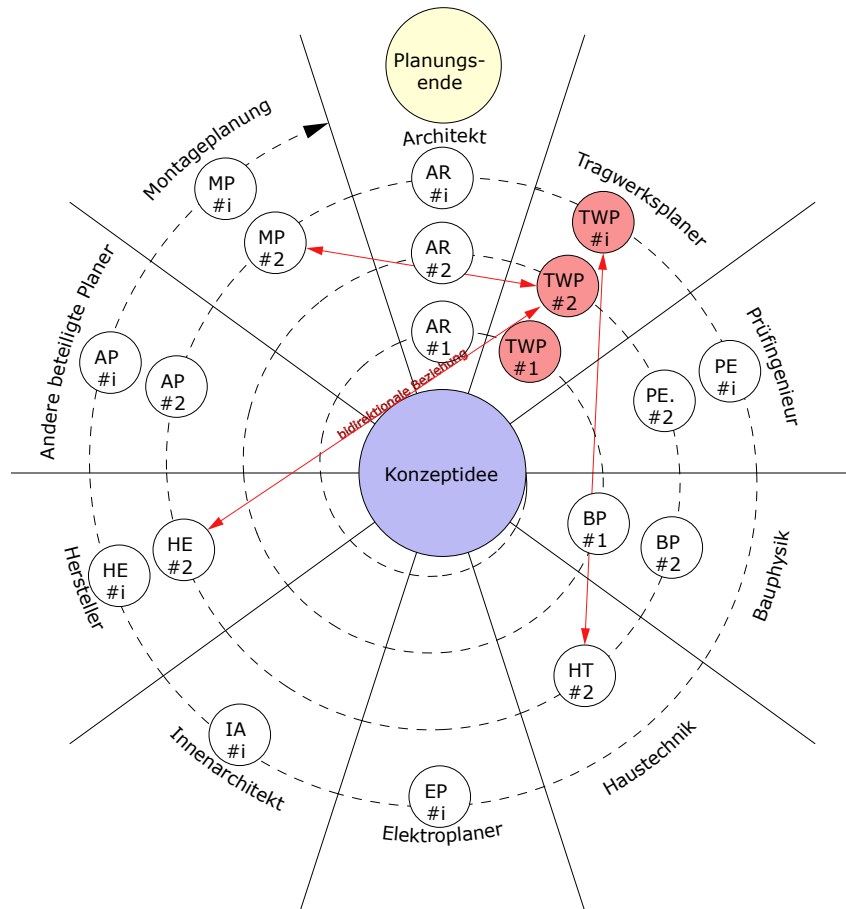 Planungs-
ende
Architekt
Montageplanung
Tragwerksplaner
AR
#i
MP
#i
TWP
#i
MP
#2
AR
#2
TWP
#2
Andere beteiligte Planer
Prüfingenieur
AR
#1
TWP
#1
AP
#i
AP
#2
PE
#i
PE.
#2
bidirektionale Beziehung
Konzeptidee
BP
#1
BP
#2
Bauphysik
HE
#2
HE
#i
Hersteller
HT
#2
Haustechnik
IA
#i
Innenarchitekt
EP
#i
Elektroplaner